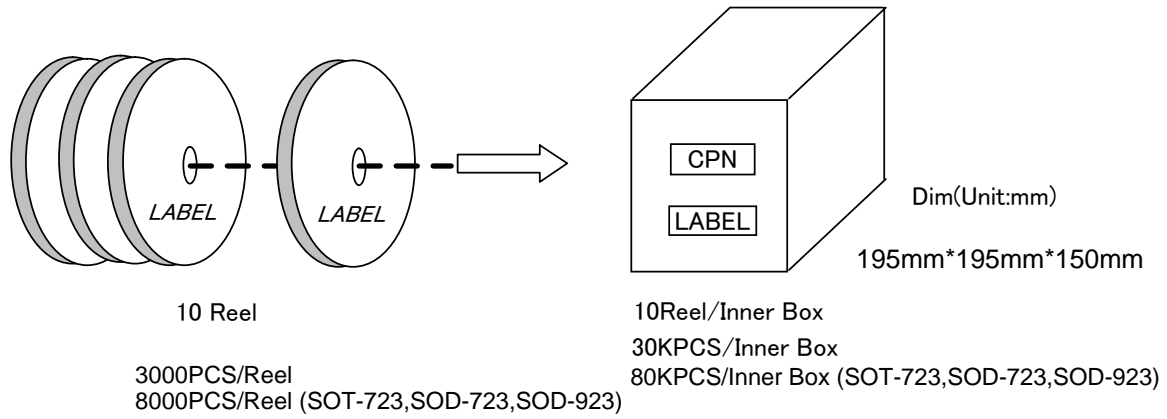 LABEL
LABEL
CPN
LABEL
Dim(Unit:mm)
195mm*195mm*150mm
10 Reel
3000PCS/Reel
8000PCS/Reel (SOT-723,SOD-723,SOD-923)
10Reel/Inner Box
30KPCS/Inner Box
80KPCS/Inner Box (SOT-723,SOD-723,SOD-923)